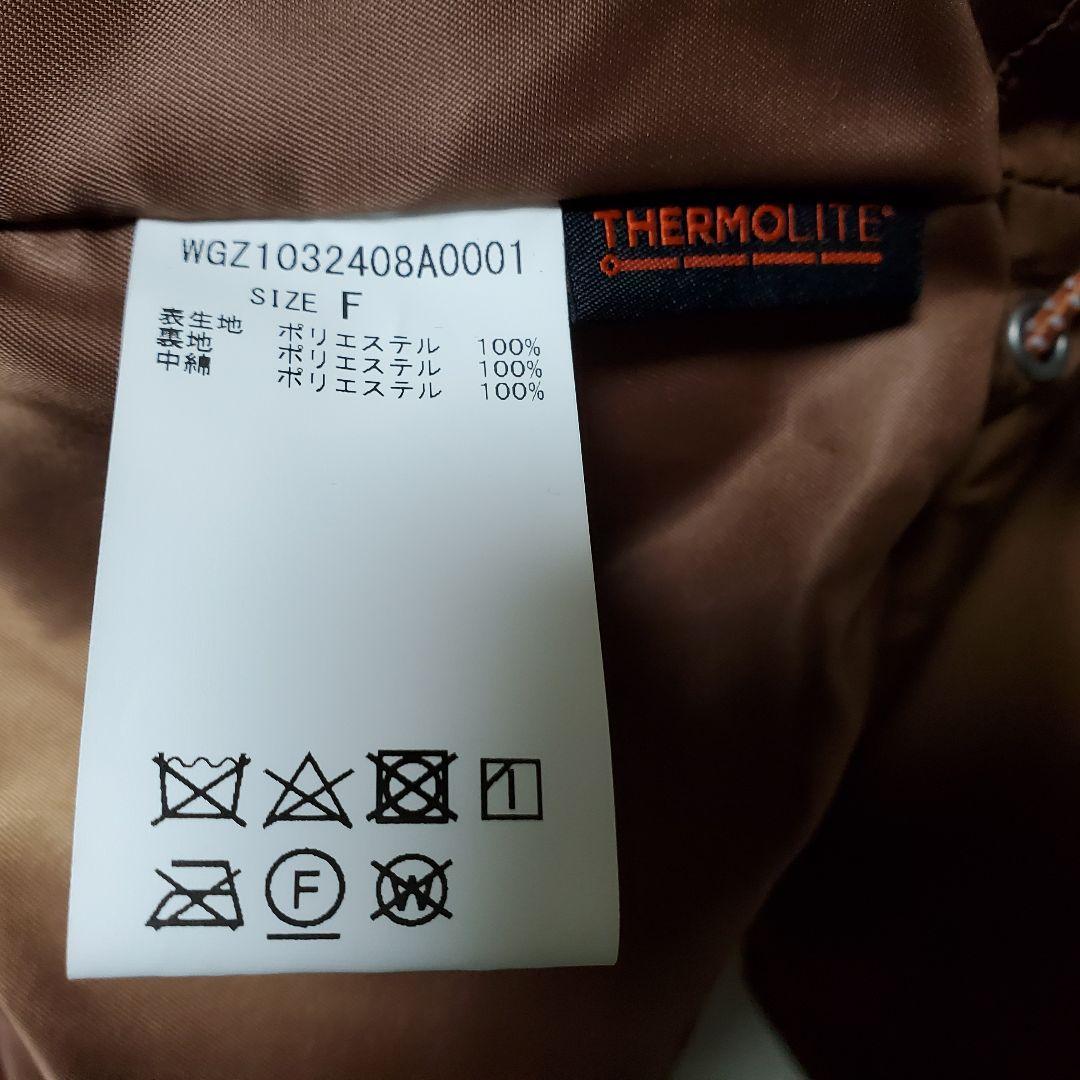 WGZ1032408A0001
SIZE F
表生地 ポリエステル 100%
裏地 ポリエステル 100%
中綿 ポリエステル 100%
F
W
THERMOLITE